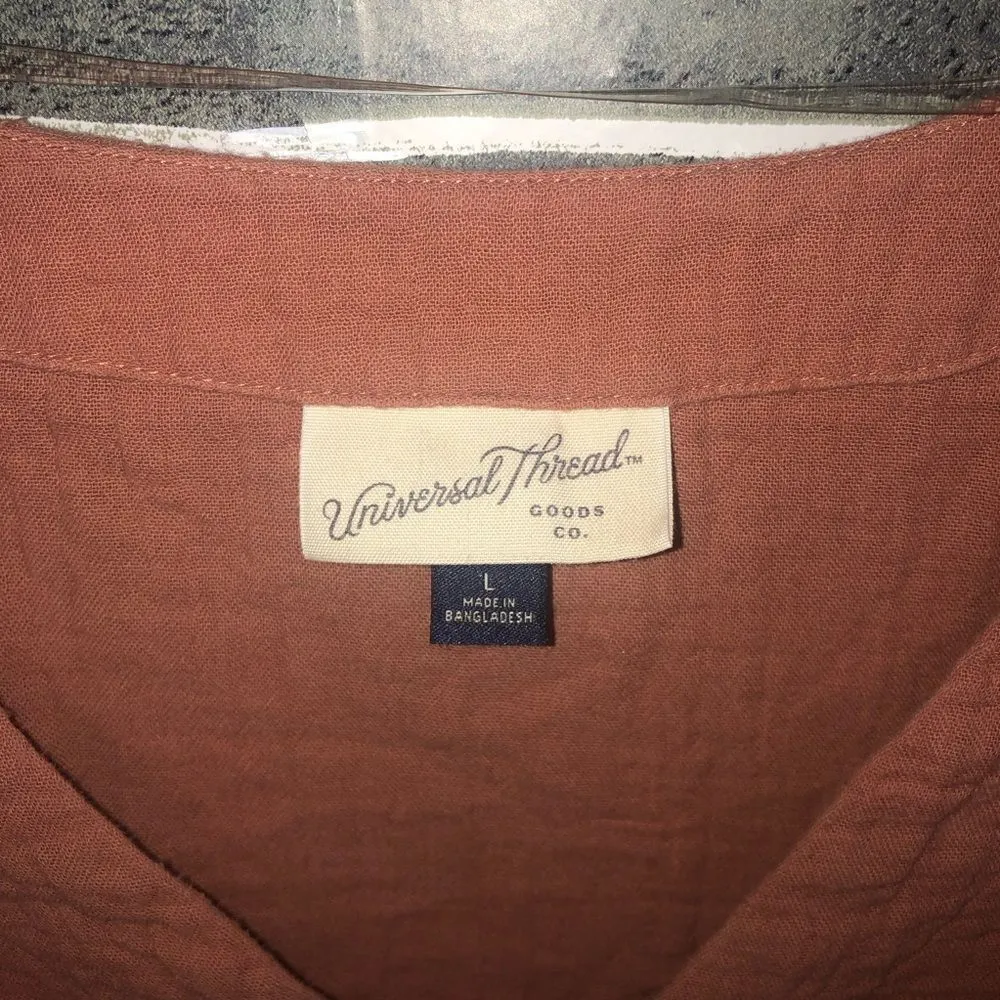 Universal Thread™
GOODS
CO.
L
MADE IN
BANGLADESH